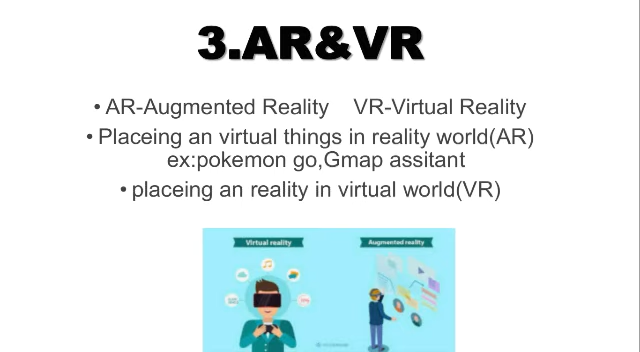 3.AR&VR
• AR-Augmented Reality    VR-Virtual Reality
• Placeing an virtual things in reality world(AR)
ex:pokemon go,Gmap assitant
• placeing an reality in virtual world(VR)
Virtual reality
Augmented reality